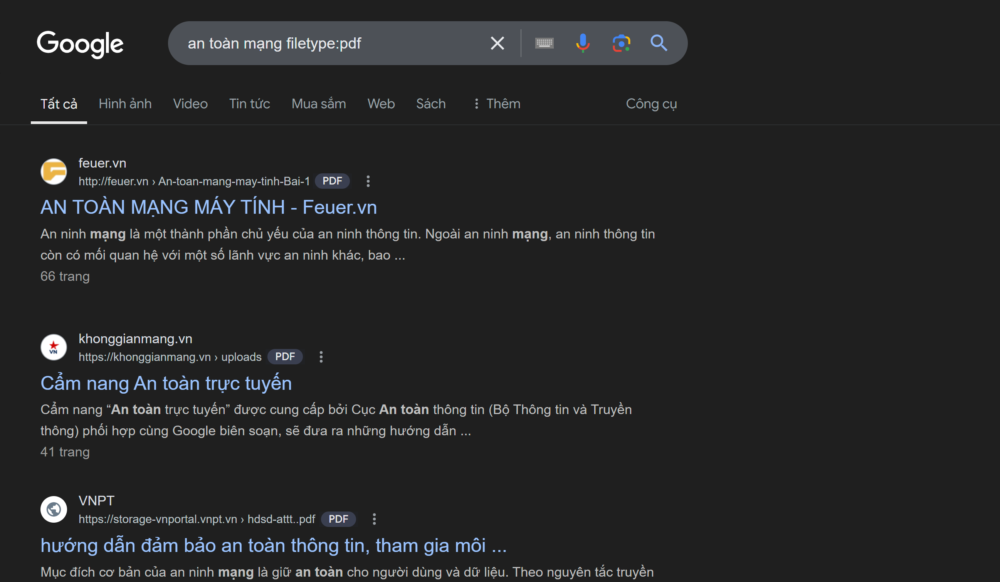 Google
an toàn mạng filetype:pdf
Tất cả Hình ảnh Video Tin tức Mua sắm Web Sách Thêm Công cụ
feuer.vn
http://feuer.vn › An-toan-mang-may-tinh-Bai-1 PDF
AN TOÀN MẠNG MÁY TÍNH - Feuer.vn
An ninh mạng là một thành phần chủ yếu của an ninh thông tin. Ngoài an ninh mạng, an ninh thông tin
còn có mối quan hệ với một số lãnh vực an ninh khác, bao ...
66 trang
VN
khonggianmang.vn
https://khonggianmang.vn › uploads PDF
Cẩm nang An toàn trực tuyến
Cẩm nang “An toàn trực tuyến” được cung cấp bởi Cục An toàn thông tin (Bộ Thông tin và Truyền
thông) phối hợp cùng Google biên soạn, sẽ đưa ra những hướng dẫn ...
41 trang
VNPT
https://storage-vnportal.vnpt.vn › hdsd-attt..pdf PDF
hướng dẫn đảm bảo an toàn thông tin, tham gia môi ...
Mục đích cơ bản của an ninh mạng là giữ an toàn cho người dùng và dữ liệu. Theo nguyên tắc truyền